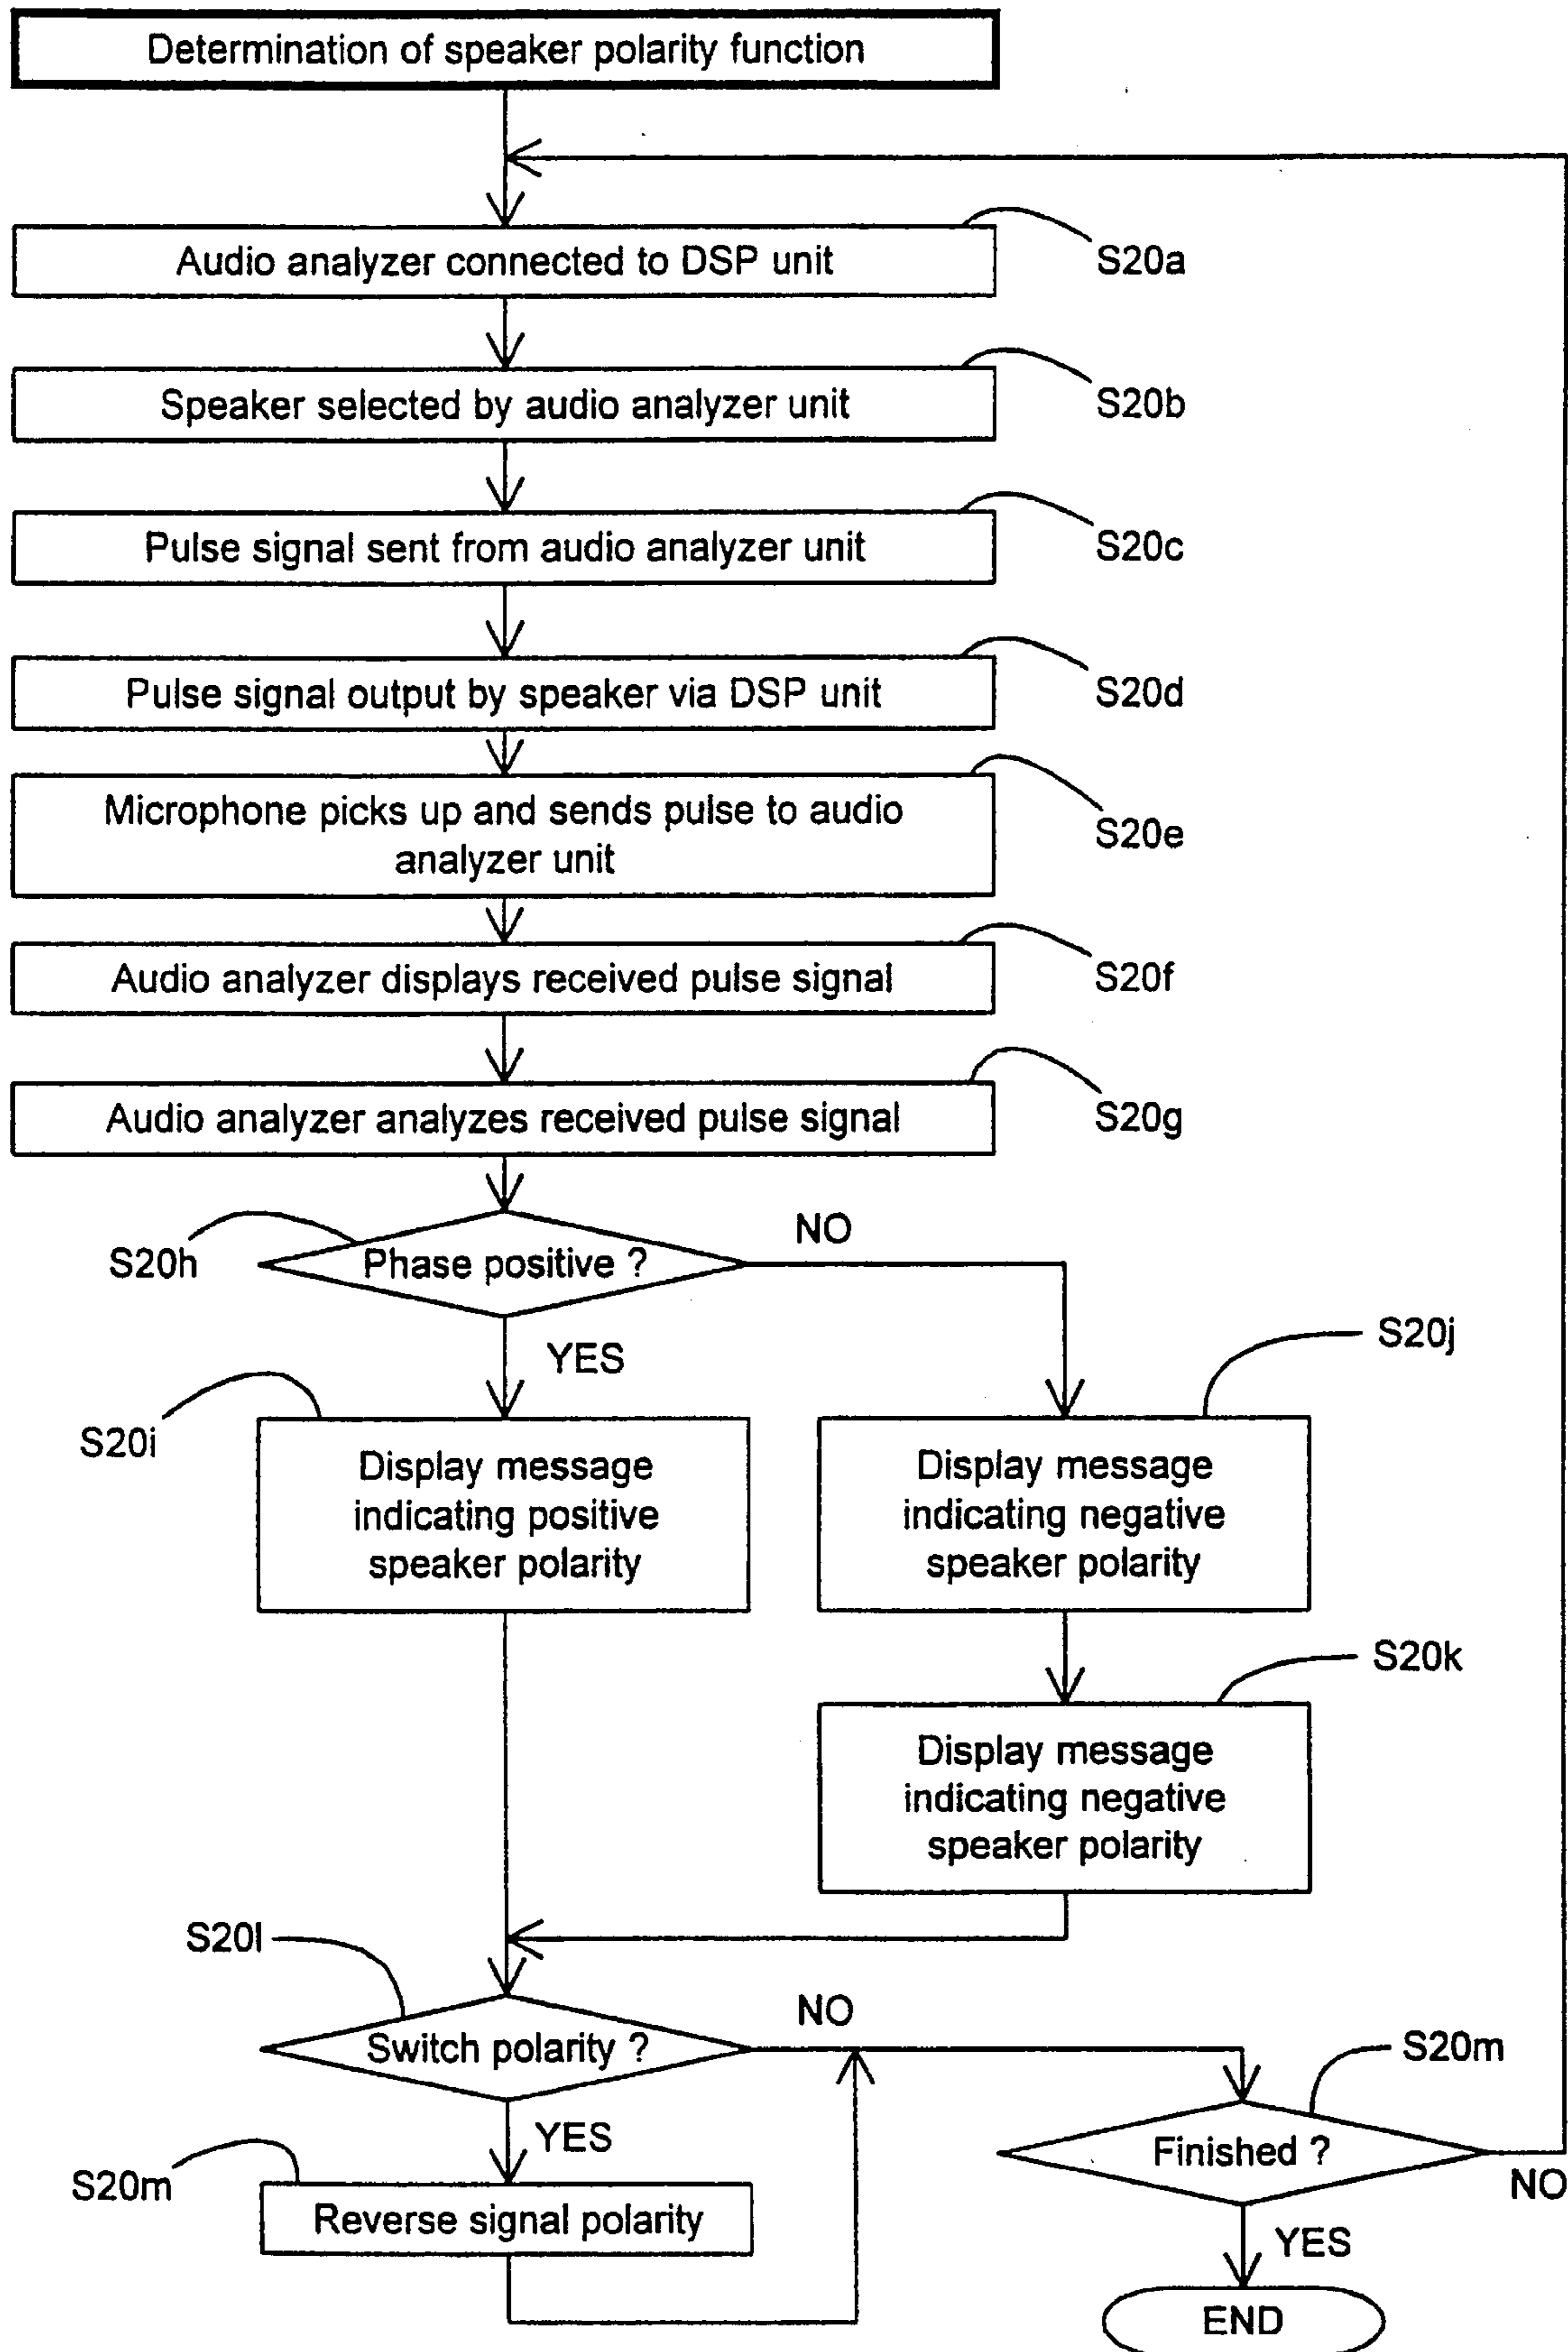 Determination of speaker polarity function
Audio analyzer connected to DSP unit
S20a
Speaker selected by audio analyzer unit
S20b
Pulse signal sent from audio analyzer unit
S20c
Pulse signal output by speaker via DSP unit
S20d
Microphone picks up and sends pulse to audio
analyzer unit
S20e
Audio analyzer displays received pulse signal
S20f
Audio analyzer analyzes received pulse signal
S20g
S20h
Phase positive ?
NO
YES
S20i
Display message
indicating positive
speaker polarity
S20j
Display message
indicating negative
speaker polarity
S20k
Display message
indicating negative
speaker polarity
S20l
Switch polarity ?
NO
YES
S20m
Reverse signal polarity
S20m
Finished ?
NO
YES
END